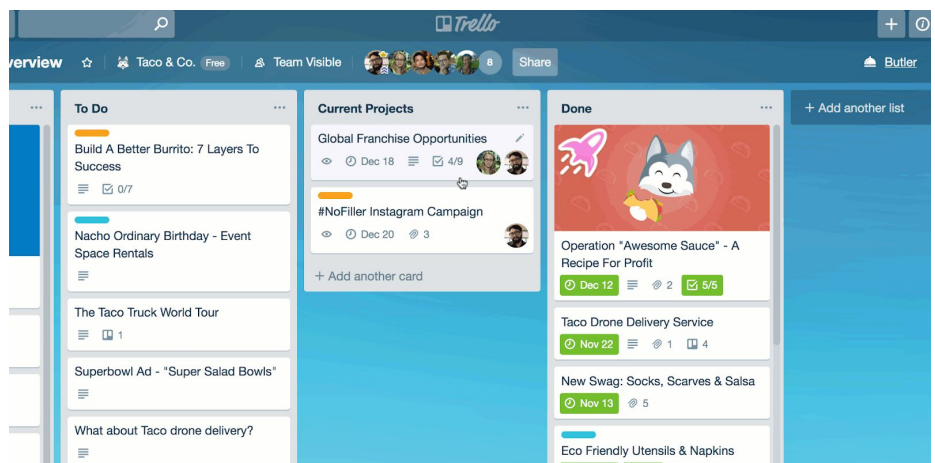 Trello
verview
Taco & Co. Free
Team Visible
8
Share
Butler
To Do
Build A Better Burrito: 7 Layers To
Success
0/7
Nacho Ordinary Birthday - Event
Space Rentals
The Taco Truck World Tour
1
Superbowl Ad - "Super Salad Bowls"
What about Taco drone delivery?
Current Projects
Global Franchise Opportunities
Dec 18
4/9
#NoFiller Instagram Campaign
Dec 20
3
+ Add another card
Done
Operation "Awesome Sauce" - A
Recipe For Profit
Dec 12
2
5/5
Taco Drone Delivery Service
Nov 22
1
4
New Swag: Socks, Scarves & Salsa
Nov 13
5
Eco Friendly Utensils & Napkins
+ Add another list